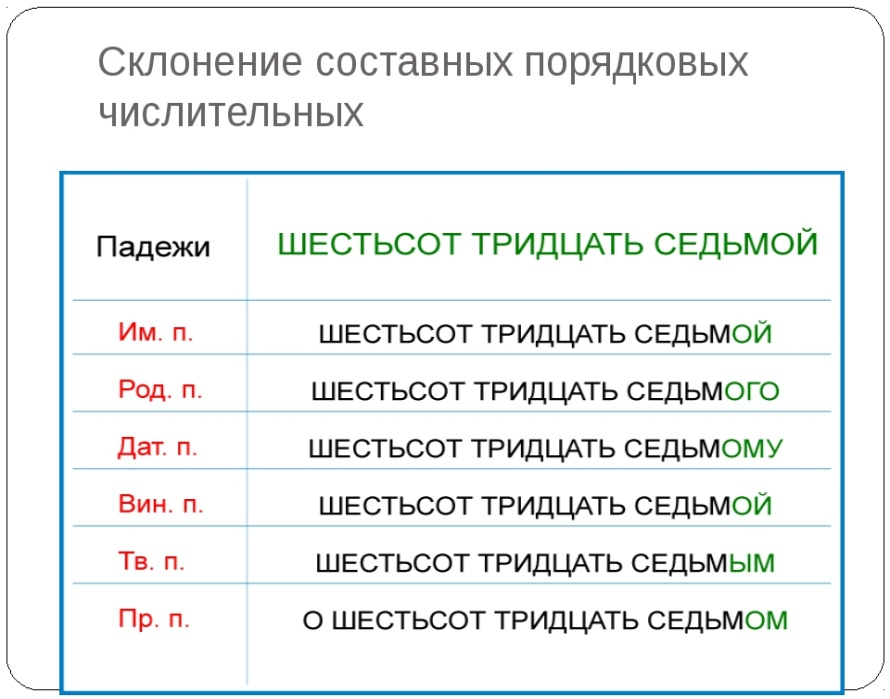 Склонение составных порядковых
числительных
Падежи ШЕСТЬСОТ ТРИДЦАТЬ СЕДЬМОЙ
Им. п. ШЕСТЬСОТ ТРИДЦАТЬ СЕДЬМОЙ
Род. п. ШЕСТЬСОТ ТРИДЦАТЬ СЕДЬМОГО
Дат. п. ШЕСТЬСОТ ТРИДЦАТЬ СЕДЬМОМУ
Вин. п. ШЕСТЬСОТ ТРИДЦАТЬ СЕДЬМОЙ
Тв. п. ШЕСТЬСОТ ТРИДЦАТЬ СЕДЬМЫМ
Пр. п. О ШЕСТЬСОТ ТРИДЦАТЬ СЕДЬМОМ